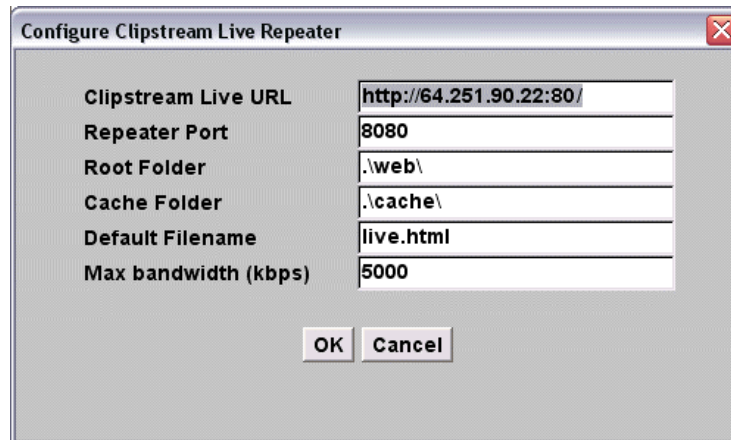 Configure Clipstream Live Repeater
Clipstream Live URL http://64.251.90.22:80/
Repeater Port 8080
Root Folder .\web\
Cache Folder .\cache\
Default Filename live.html
Max bandwidth (kbps) 5000
OK Cancel